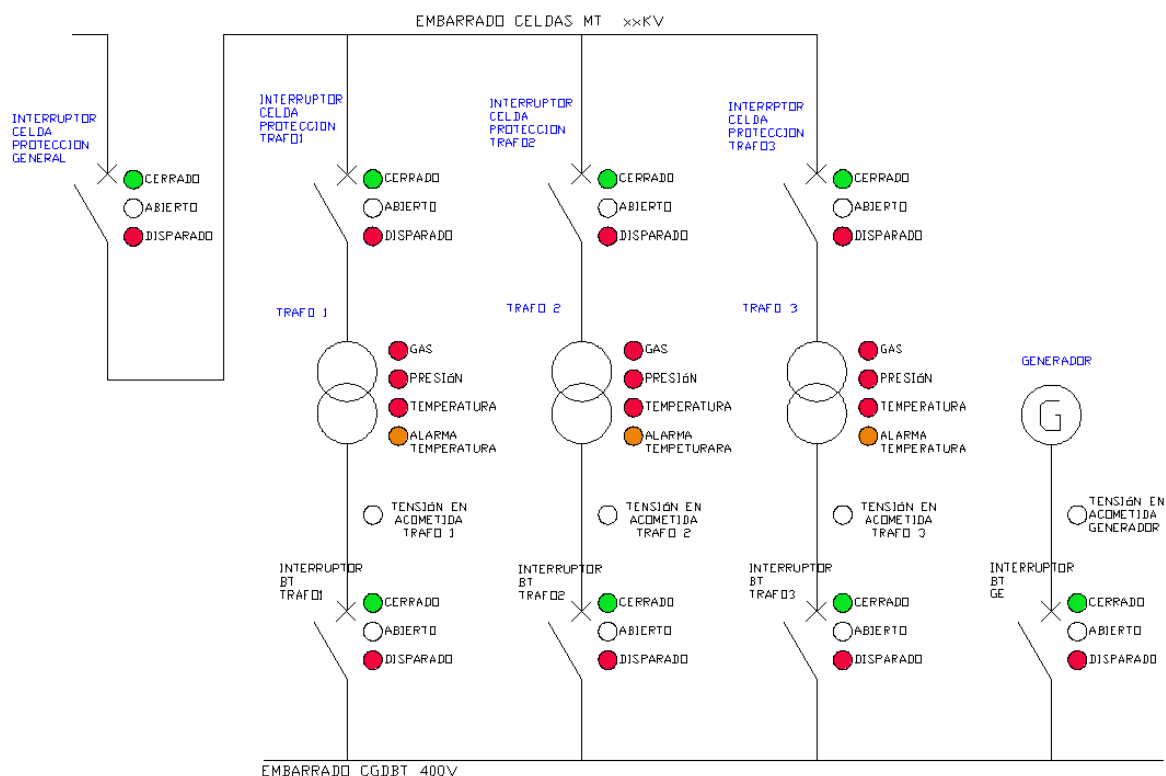 EMBARRADO CELDAS MT xxKV
INTERRUPTOR
CELDA
PROTECCION
GENERAL
CERRADO
ABIERTO
DISPARADO
INTERRUPTOR
CELDA
PROTECCION
TRAFO1
CERRADO
ABIERTO
DISPARADO
INTERRUPTOR
CELDA
PROTECCION
TRAFO2
CERRADO
ABIERTO
DISPARADO
INTERRPTOR
CELDA
PROTECCION
TRAFO3
CERRADO
ABIERTO
DISPARADO
TRAFO 1
GAS
PRESIÓN
TEMPERATURA
ALARMA
TEMPERATURA
TRAFO 2
GAS
PRESIÓN
TEMPERATURA
ALARMA
TEMPETURARA
TRAFO 3
GAS
PRESIÓN
TEMPERATURA
ALARMA
TEMPERATURA
GENERADOR
G
TENSIÓN EN
ACOMETIDA
TRAFO 1
TENSIÓN EN
ACOMETIDA
TRAFO 2
TENSIÓN EN
ACOMETIDA
TRAFO 3
TENSIÓN EN
ACOMETIDA
GENERADOR
INTERRUPTOR
BT
TRAFO1
CERRADO
ABIERTO
DISPARADO
INTERRUPTOR
BT
TRAFO2
CERRADO
ABIERTO
DISPARADO
INTERRUPTOR
BT
TRAFO3
CERRADO
ABIERTO
DISPARADO
INTERRUPTOR
BT
GE
CERRADO
ABIERTO
DISPARADO
EMBARRADO CGDBT 400V